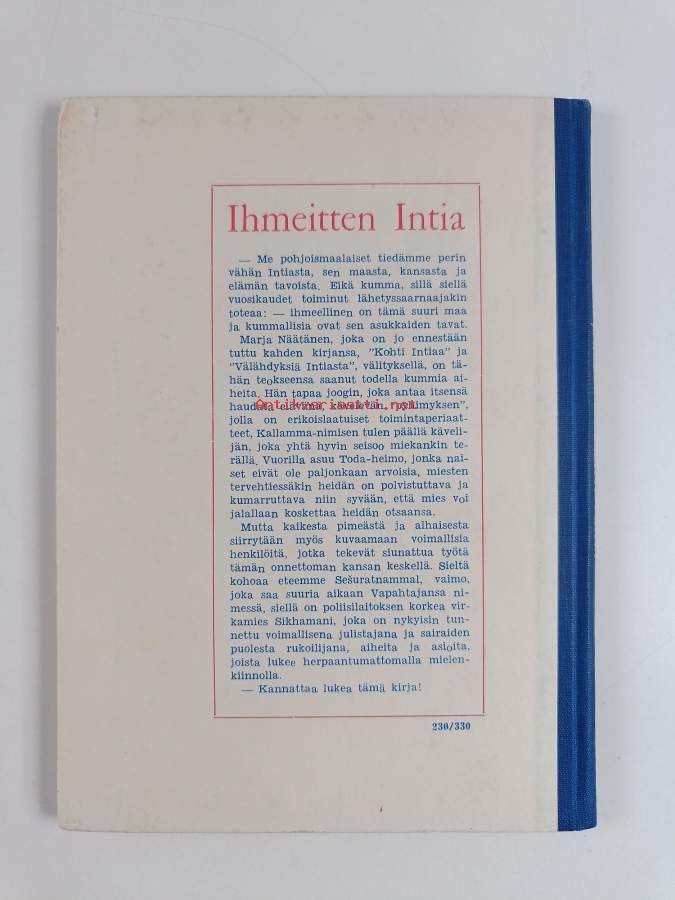 Ihmeitten Intia
— Me pohjoismaalaiset tiedämme perin
vähän Intiasta, sen maasta, kansasta ja
elämän tavoista. Eikä kumma, sillä siellä
vuosikaudet toiminut lähetyssaarnaajakin
toteaa: — ihmeellinen on tämä suuri maa
ja kummallisia ovat sen asukkaiden tavat.
Marja Näätänen, joka on jo ennestään
tuttu kahden kirjansa, "Kohti Intiaa" ja
"Välähdyksiä Intiasta", välityksellä, on tä-
hän teokseensa saanut todella kummia ai-
heita. Hän tapaa joogin, joka antaa itsensä
haudata elävänä, kävelevän
Antikvariaatti.net
jolla on erikoislaatuiset toimintaperiaat-
teet, Kallamma-nimisen tulen päällä käveli-
jän, joka yhtä hyvin seisoo miekankin te-
rällä. Vuorilla asuu Toda-heimo, jonka nai-
set eivät ole paljonkaan arvoisia, miesten
tervehtiessäkin heidän on polvistuttava ja
kumarruttava niin syvään, että mies voi
jalallaan koskettaa heidän otsaansa.
Mutta kaikesta pimeästä ja alhaisesta
siirrytään myös kuvaamaan voimallisia
henkilöitä, jotka tekevät siunattua työtä
tämän onnettoman kansan keskellä. Sieltä
kohoaa eteemme Sešuratnammal, vaimo,
joka saa suuria aikaan Vapahtajansa ni-
messä, siellä on poliisilaitoksen korkea vir-
kamies Sikhamani, joka on nykyisin tun-
nettu voimallisena julistajana ja sairaiden
puolesta rukoilijana, aiheita ja asioita,
joista lukee herpaantumattomalla mielen-
kiinnolla.
— Kannattaa lukea tämä kirja!
230/330